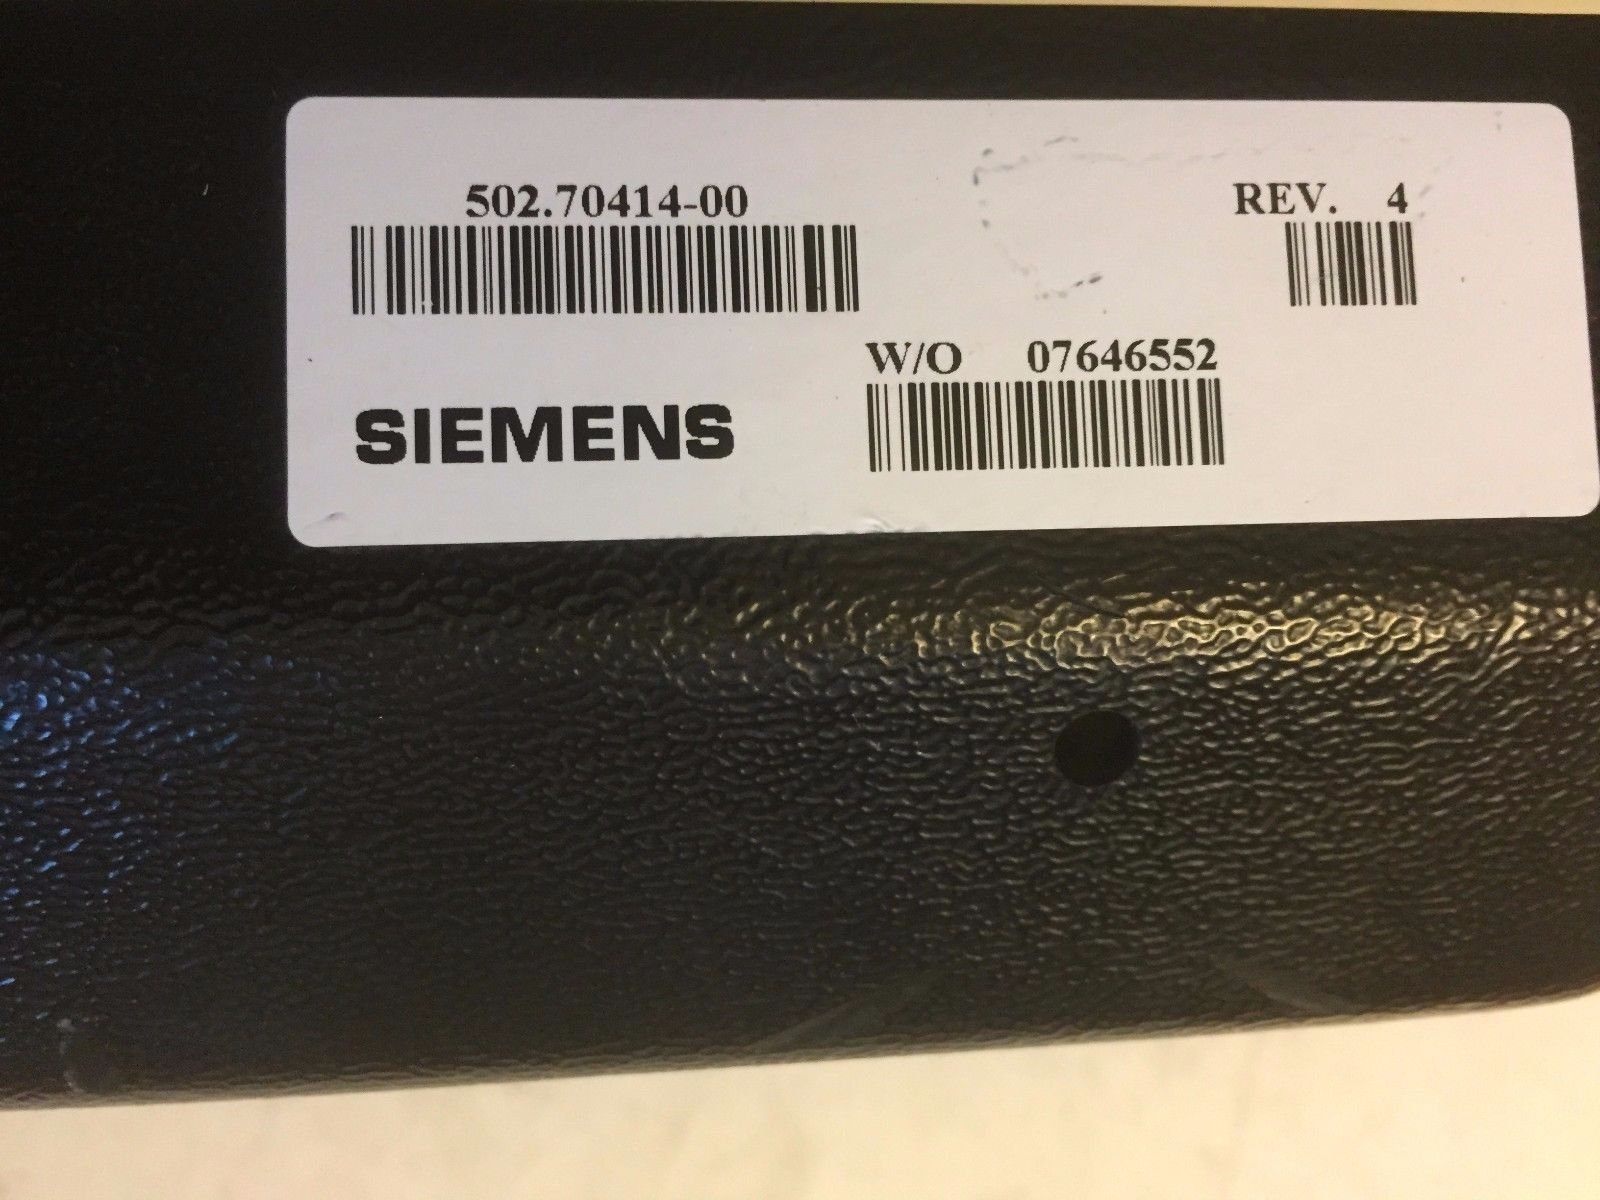 502.70414-00
REV. 4
W/O 07646552
SIEMENS